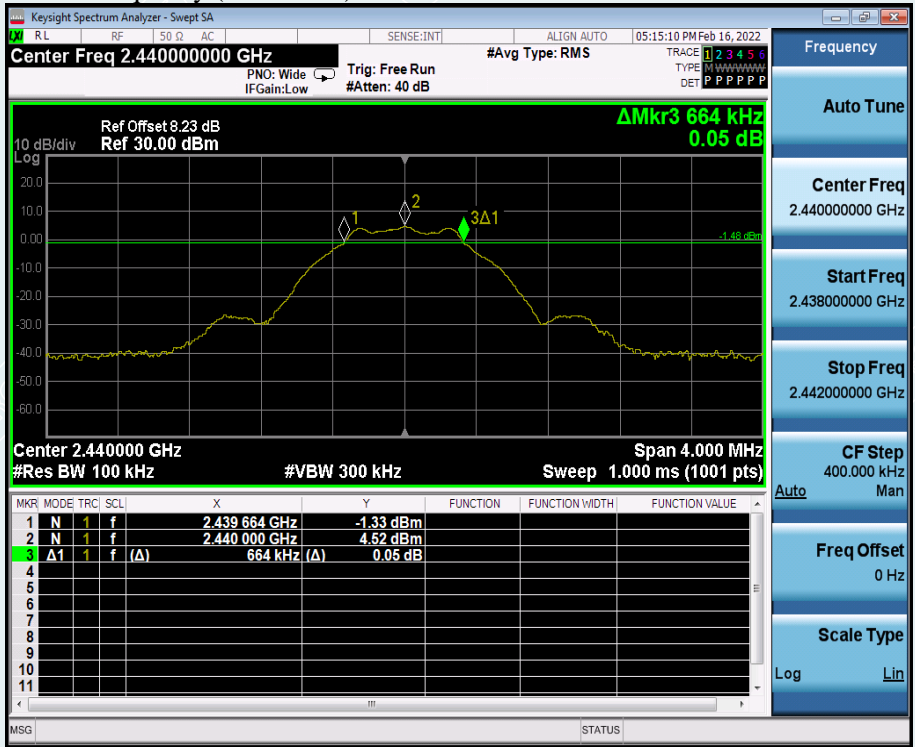 Keysight Spectrum Analyzer - Swept SA
LXI RL RF 50 Ω AC SENSE:INT ALIGN AUTO 05:15:10 PM Feb 16, 2022
Center Freq 2.440000000 GHz
#Avg Type: RMS
TRACE 1 2 3 4 5 6
TYPE M WWWWW
DET P P P P P P
PNO: Wide
IFGain:Low
Trig: Free Run
#Atten: 40 dB
ΔMkr3 664 kHz
0.05 dB
Ref Offset 8.23 dB
10 dB/div Ref 30.00 dBm
Log
20.0
10.0
0.00
-10.0
-20.0
-30.0
-40.0
-50.0
-60.0
1
2
3Δ1
-1.48 dBm
Center 2.440000 GHz Span 4.000 MHz
#Res BW 100 kHz #VBW 300 kHz Sweep 1.000 ms (1001 pts)
MKR MODE TRC SCL X Y FUNCTION FUNCTION WIDTH FUNCTION VALUE
1 N 1 f 2.439 664 GHz -1.33 dBm
2 N 1 f 2.440 000 GHz 4.52 dBm
3 Δ1 1 f (Δ) 664 kHz (Δ) 0.05 dB
4
5
6
7
8
9
10
11
MSG STATUS
Frequency
Auto Tune
Center Freq
2.440000000 GHz
Start Freq
2.438000000 GHz
Stop Freq
2.442000000 GHz
CF Step
400.000 kHz
Auto Man
Freq Offset
0 Hz
Scale Type
Log Lin